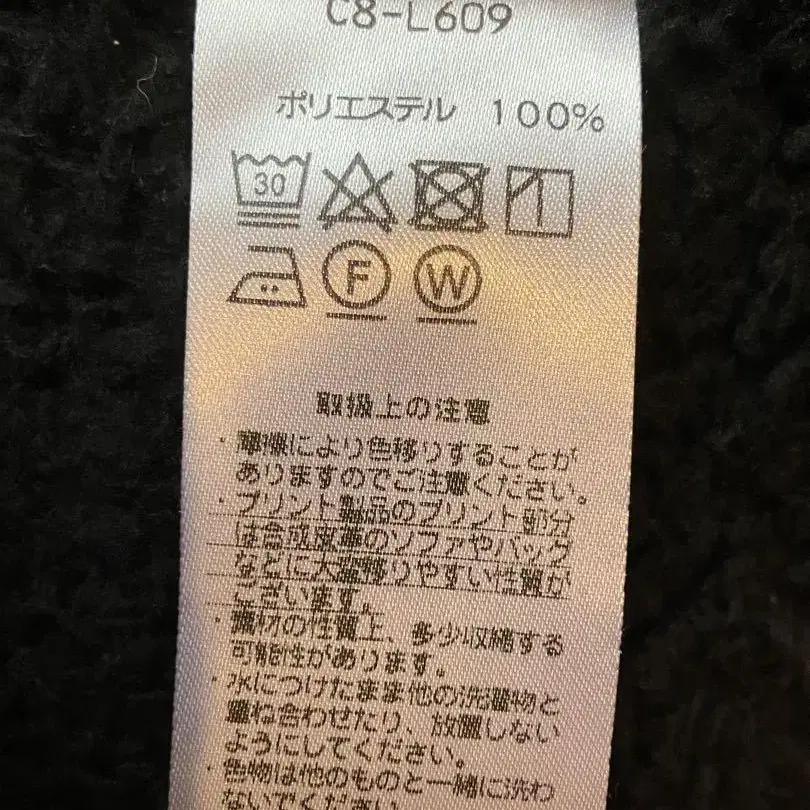 C8-L609
ポリエステル 100%
30
F W
取扱上の注意
・摩擦により色移りすることが
ありますのでご注意ください。
・プリント製品のプリント部分
は合成皮革のソファやバッグ
などに大変移りやすい性質が
ございます。
・素材の性質上、多少収縮する
可能性があります。
・水につけたまま他の洗濯物と
重ね合わせたり、放置しない
ようにしてください。
・色物は他のものと一緒に洗わ
ないでください